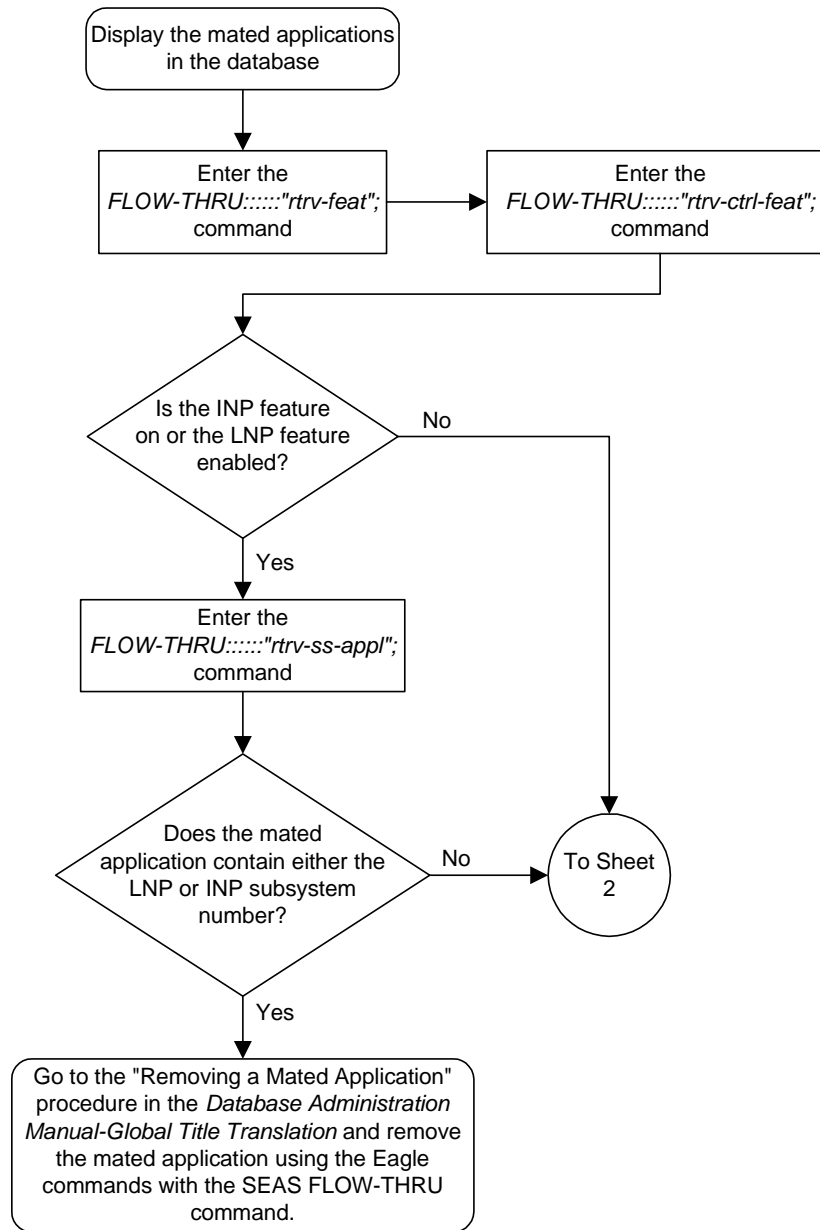 Display the mated applications
in the database
Enter the
FLOW-THRU::::::"rtrv-feat";
command
Enter the
FLOW-THRU::::::"rtrv-ctrl-feat";
command
Is the INP feature
on or the LNP feature
enabled?
No
Yes
Enter the
FLOW-THRU::::::"rtrv-ss-appl";
command
Does the mated
application contain either the
LNP or INP subsystem
number?
No
To Sheet
2
Yes
Go to the "Removing a Mated Application"
procedure in the Database Administration
Manual-Global Title Translation and remove
the mated application using the Eagle
commands with the SEAS FLOW-THRU
command.